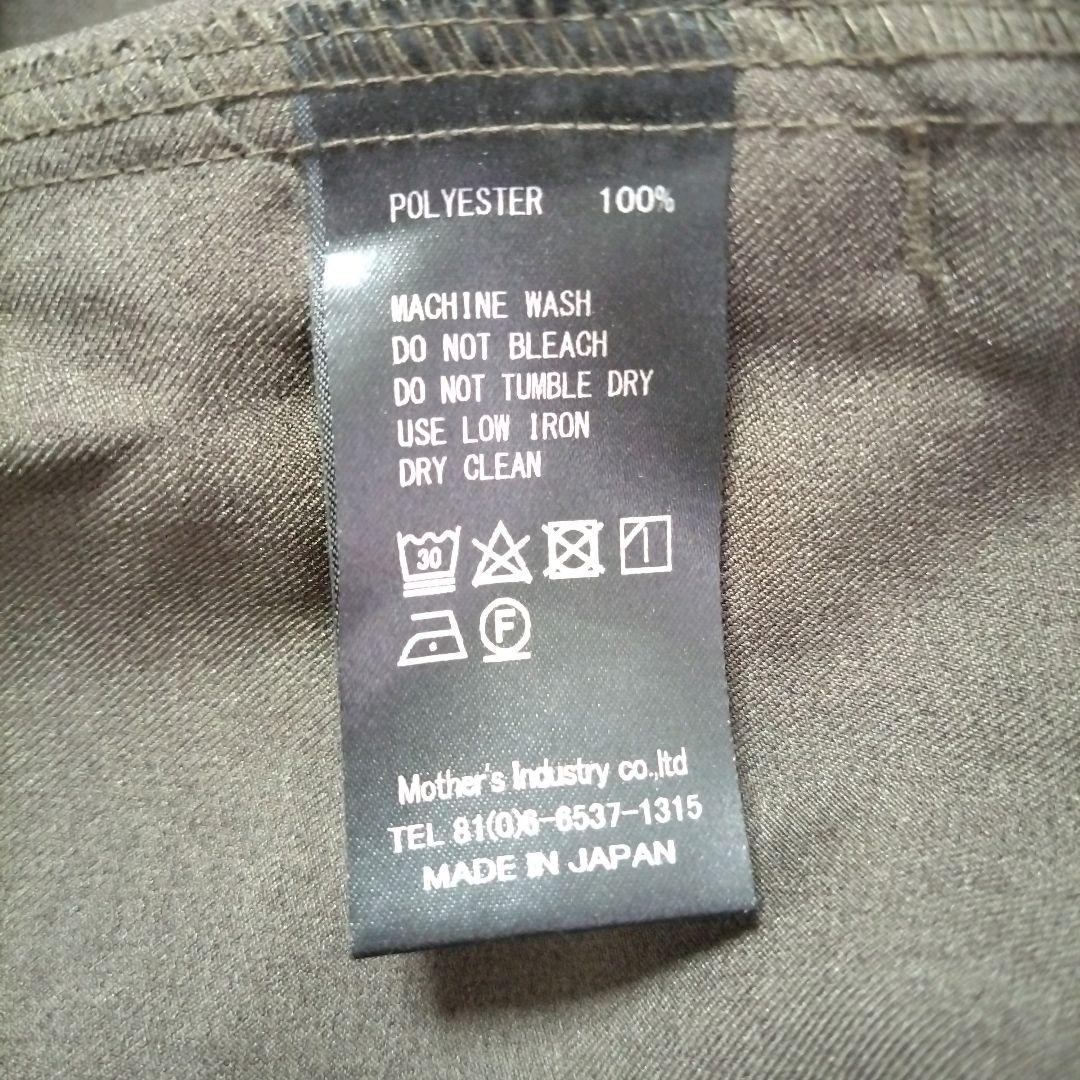 POLYESTER 100%
MACHINE WASH
DO NOT BLEACH
DO NOT TUMBLE DRY
USE LOW IRON
DRY CLEAN
30
F
Mother's Industry co.,ltd
TEL 81(0)6-6537-1315
MADE IN JAPAN